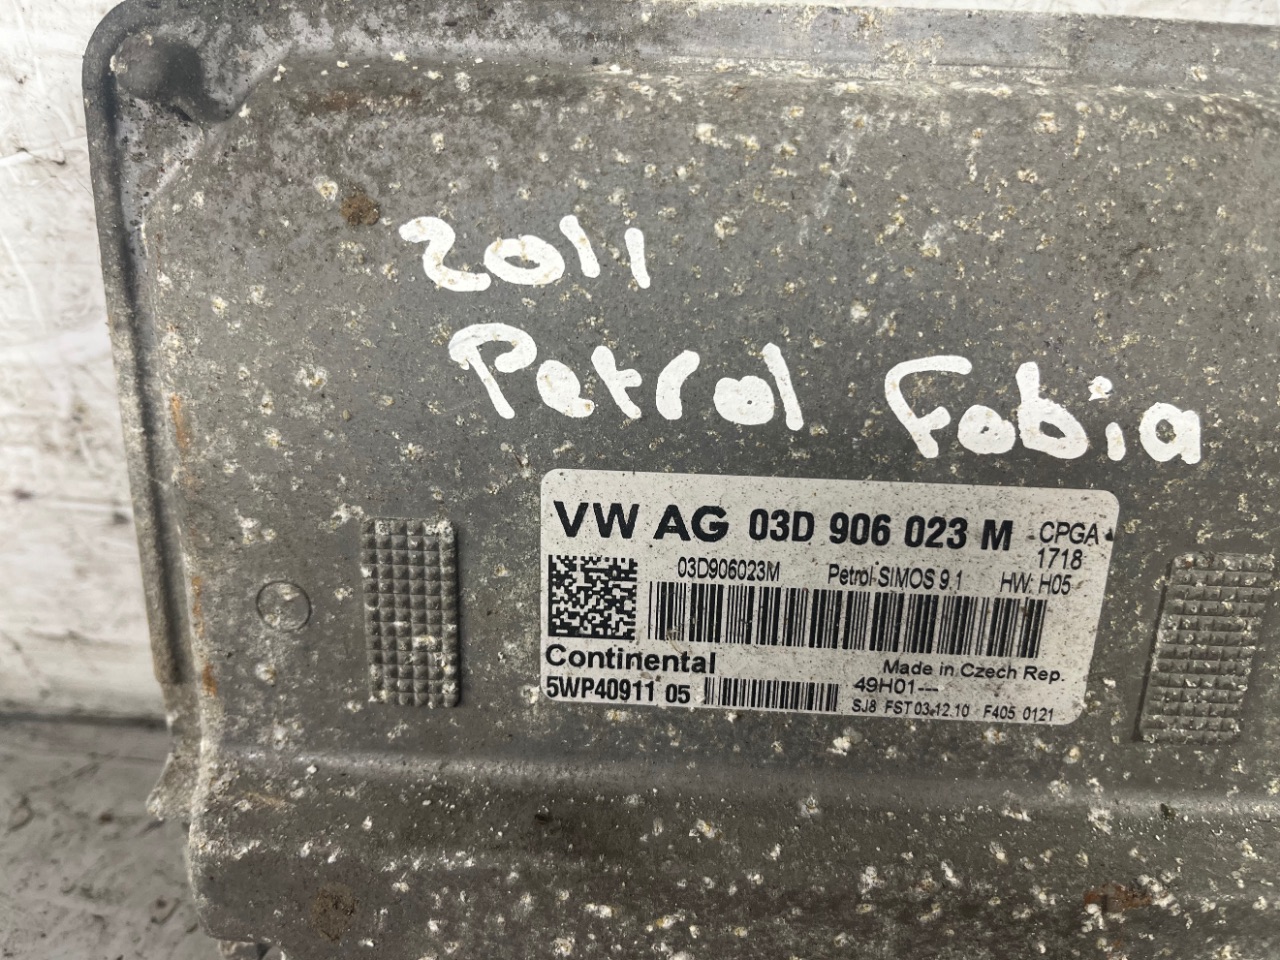 2011
Petrol Fabia
VW AG 03D 906 023 M CPGA
1718
03D906023M Petrol SIMOS 9.1 HW: H05
Continental Made in Czech Rep.
5WP40911 05 49H01---
SJ8 FST 03.12.10 F405 0121